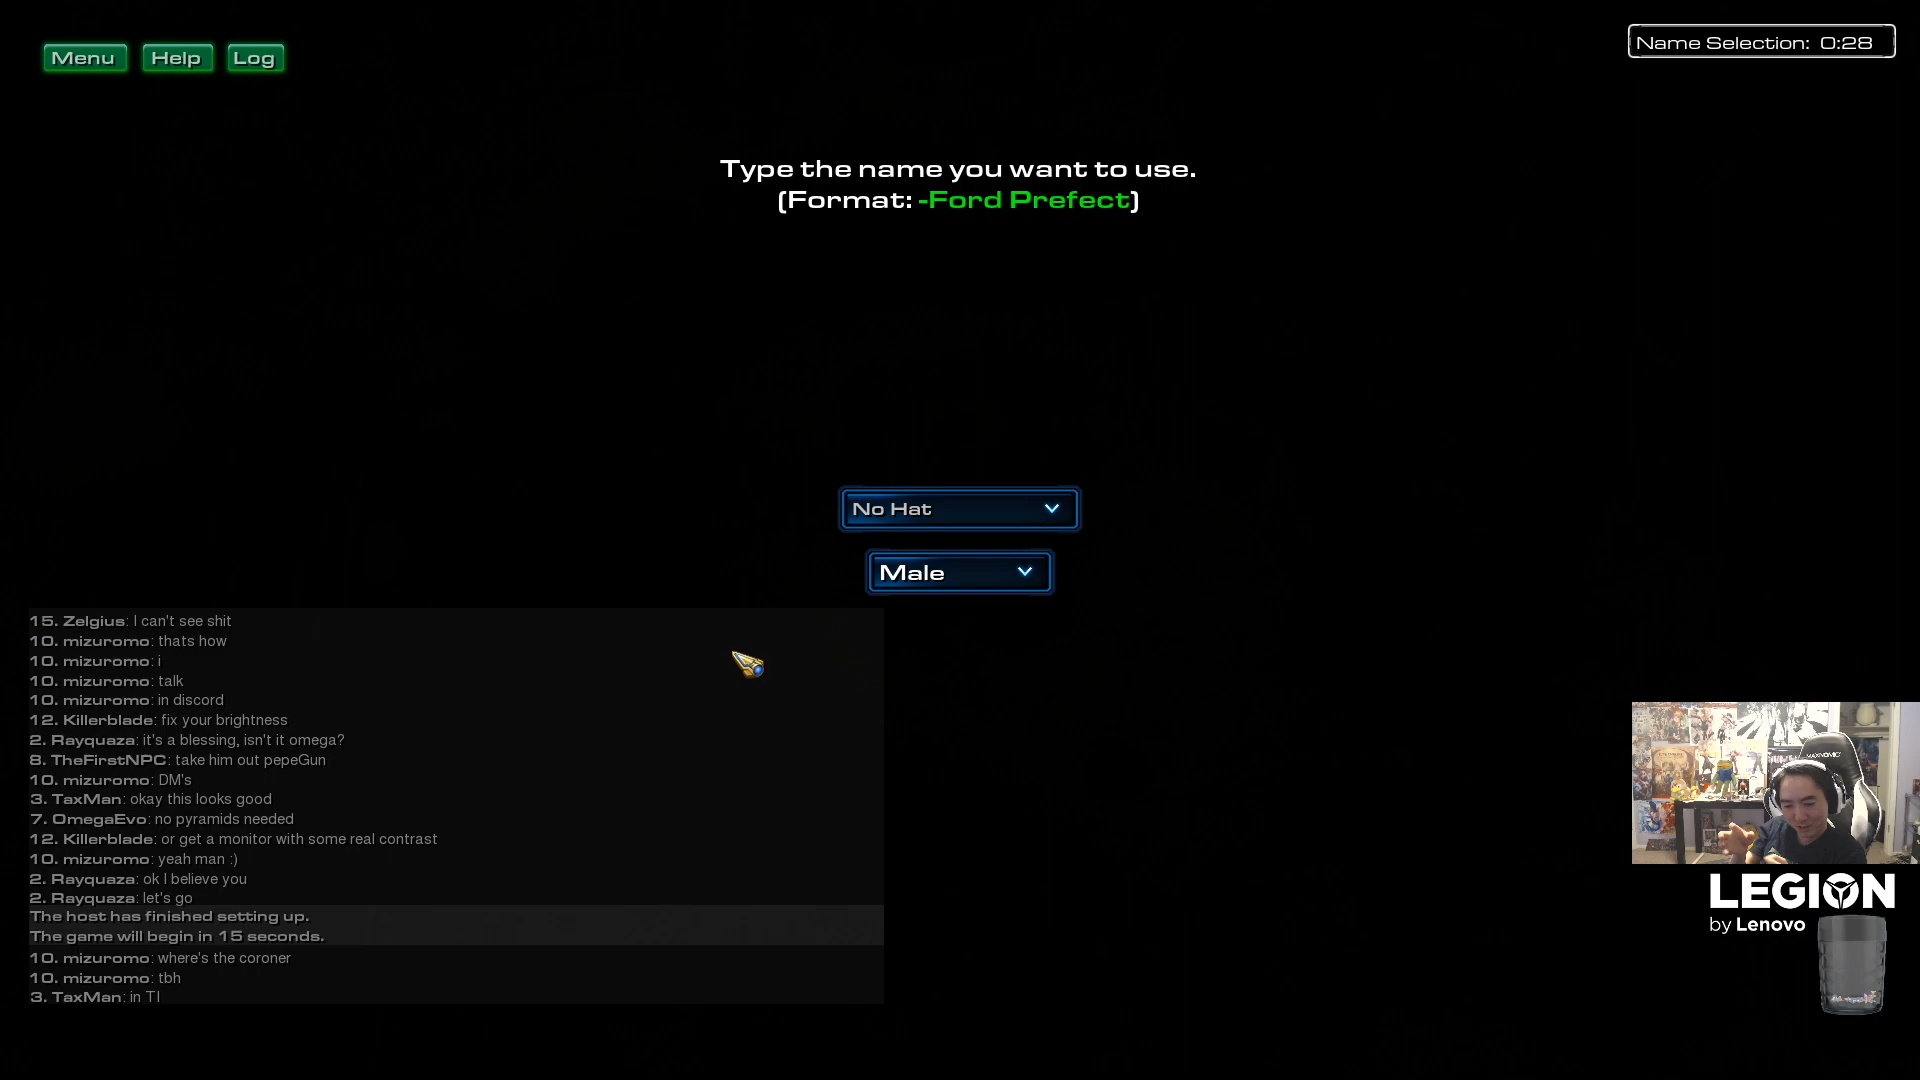 Menu Help Log
Name Selection: 0:28
Type the name you want to use.
(Format: -Ford Prefect)
No Hat
Male
15. Zelgius: I can't see shit
10. mizuromo: thats how
10. mizuromo: i
10. mizuromo: talk
10. mizuromo: in discord
12. Killerblade: fix your brightness
2. Rayquaza: it's a blessing, isn't it omega?
8. TheFirstNPC: take him out pepeGun
10. mizuromo: DM's
3. TaxMan: okay this looks good
7. OmegaEvo: no pyramids needed
12. Killerblade: or get a monitor with some real contrast
10. mizuromo: yeah man :)
2. Rayquaza: ok I believe you
2. Rayquaza: let's go
The host has finished setting up.
The game will begin in 15 seconds.
10. mizuromo: where's the coroner
10. mizuromo: tbh
3. TaxMan: in TI
MAXNOMIC
LEGION
by Lenovo